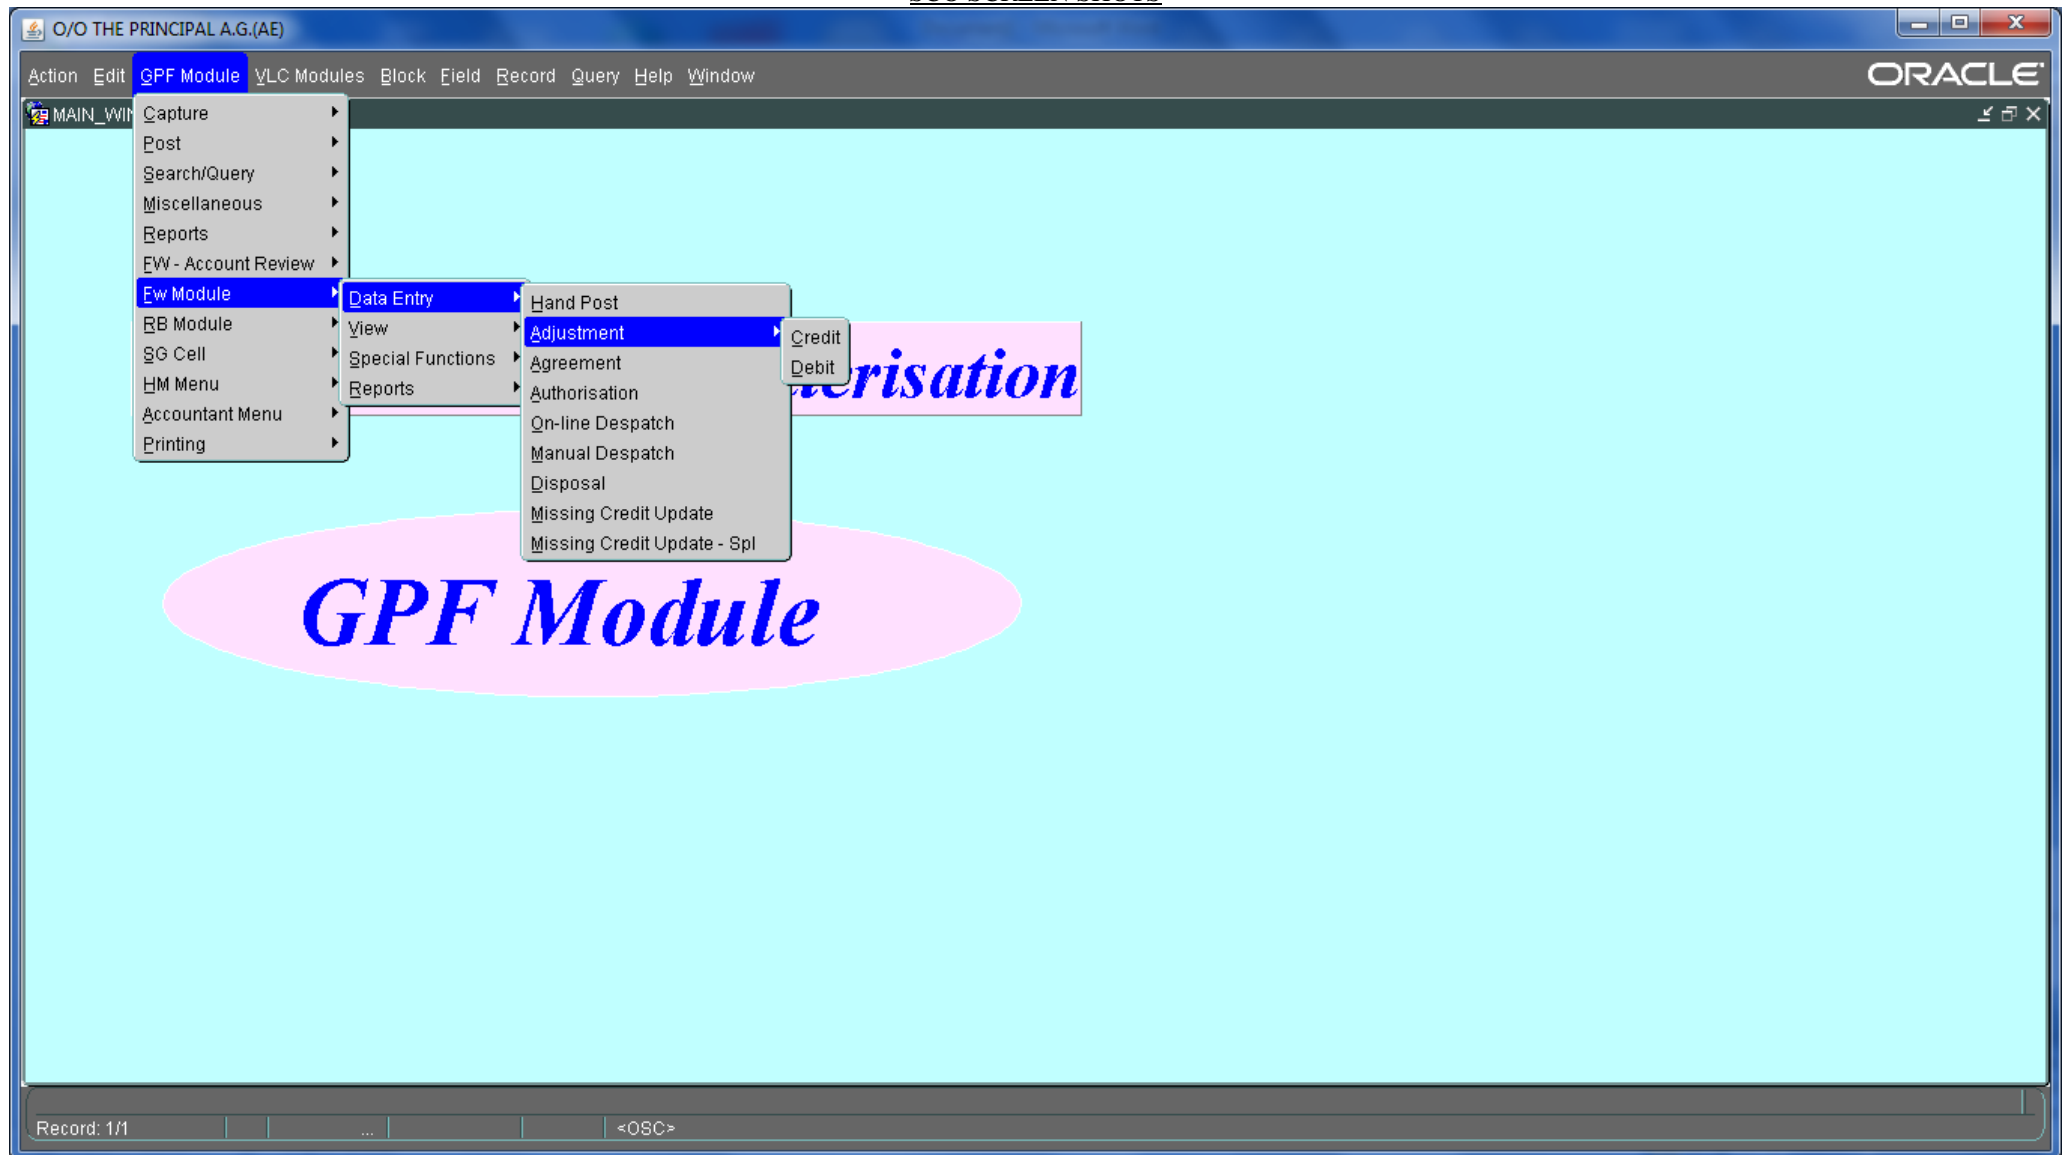 O/O THE PRINCIPAL A.G.(AE)
Action Edit GPF Module VLC Modules Block Field Record Query Help Window
ORACLE
MAIN_WIN
Capture
Post
Search/Query
Miscellaneous
Reports
FW - Account Review
Fw Module
RB Module
SG Cell
HM Menu
Accountant Menu
Printing
Data Entry
View
Special Functions
Reports
Hand Post
Adjustment
Agreement
Authorisation
On-line Despatch
Manual Despatch
Disposal
Missing Credit Update
Missing Credit Update - Spl
Credit
Debit
terisation
GPF Module
Record: 1/1
...
<OSC>